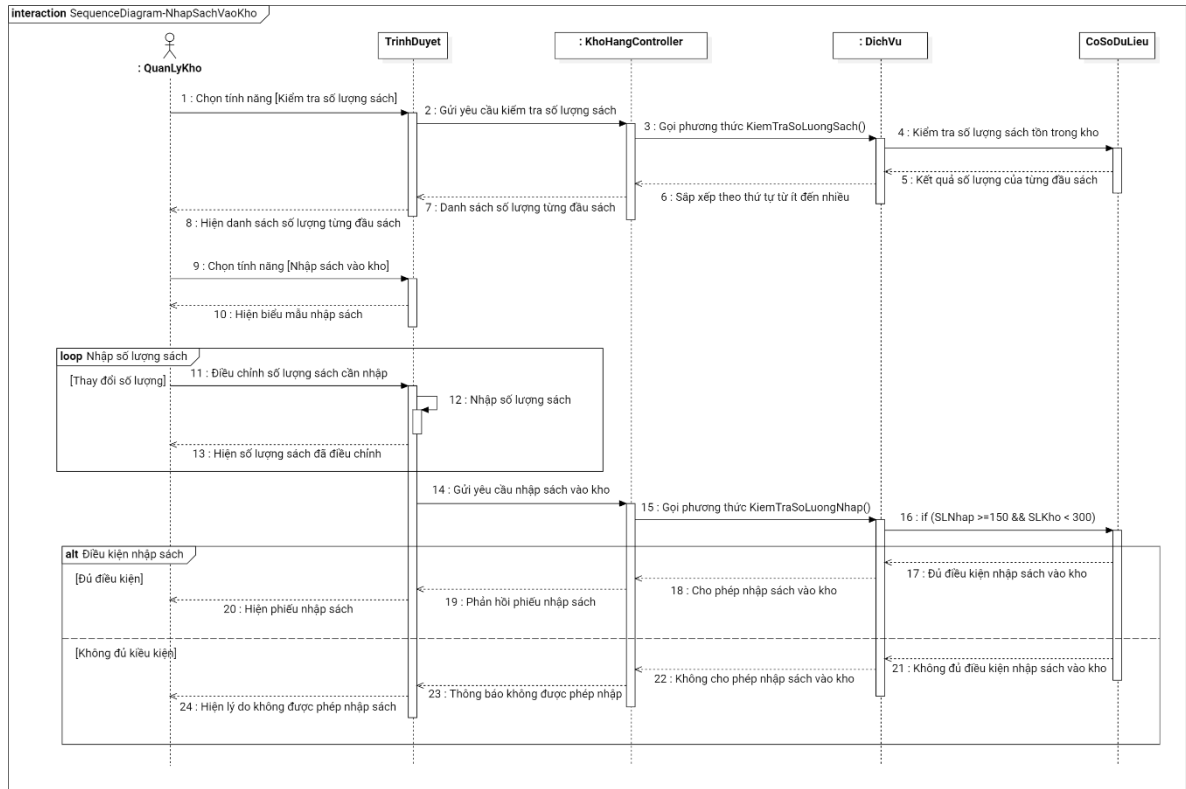 interaction SequenceDiagram-NhapSachVaoKho
: QuanLyKho
TrinhDuyet
: KhoHangController
: DichVu
CoSoDuLieu
1 : Chọn tính năng [Kiểm tra số lượng sách]
2 : Gửi yêu cầu kiểm tra số lượng sách
3 : Gọi phương thức KiemTraSoLuongSach()
4 : Kiểm tra số lượng sách tồn trong kho
5 : Kết quả số lượng của từng đầu sách
6 : Sắp xếp theo thứ tự từ ít đến nhiều
7 : Danh sách số lượng từng đầu sách
8 : Hiện danh sách số lượng từng đầu sách
9 : Chọn tính năng [Nhập sách vào kho]
10 : Hiện biểu mẫu nhập sách
loop Nhập số lượng sách
[Thay đổi số lượng]
11 : Điều chỉnh số lượng sách cần nhập
12 : Nhập số lượng sách
13 : Hiện số lượng sách đã điều chỉnh
14 : Gửi yêu cầu nhập sách vào kho
15 : Gọi phương thức KiemTraSoLuongNhap()
16 : if (SLNhap >=150 && SLKho < 300)
alt Điều kiện nhập sách
[Đủ điều kiện]
17 : Đủ điều kiện nhập sách vào kho
18 : Cho phép nhập sách vào kho
19 : Phản hồi phiếu nhập sách
20 : Hiện phiếu nhập sách
[Không đủ kiều kiện]
21 : Không đủ điều kiện nhập sách vào kho
22 : Không cho phép nhập sách vào kho
23 : Thông báo không được phép nhập
24 : Hiện lý do không được phép nhập sách